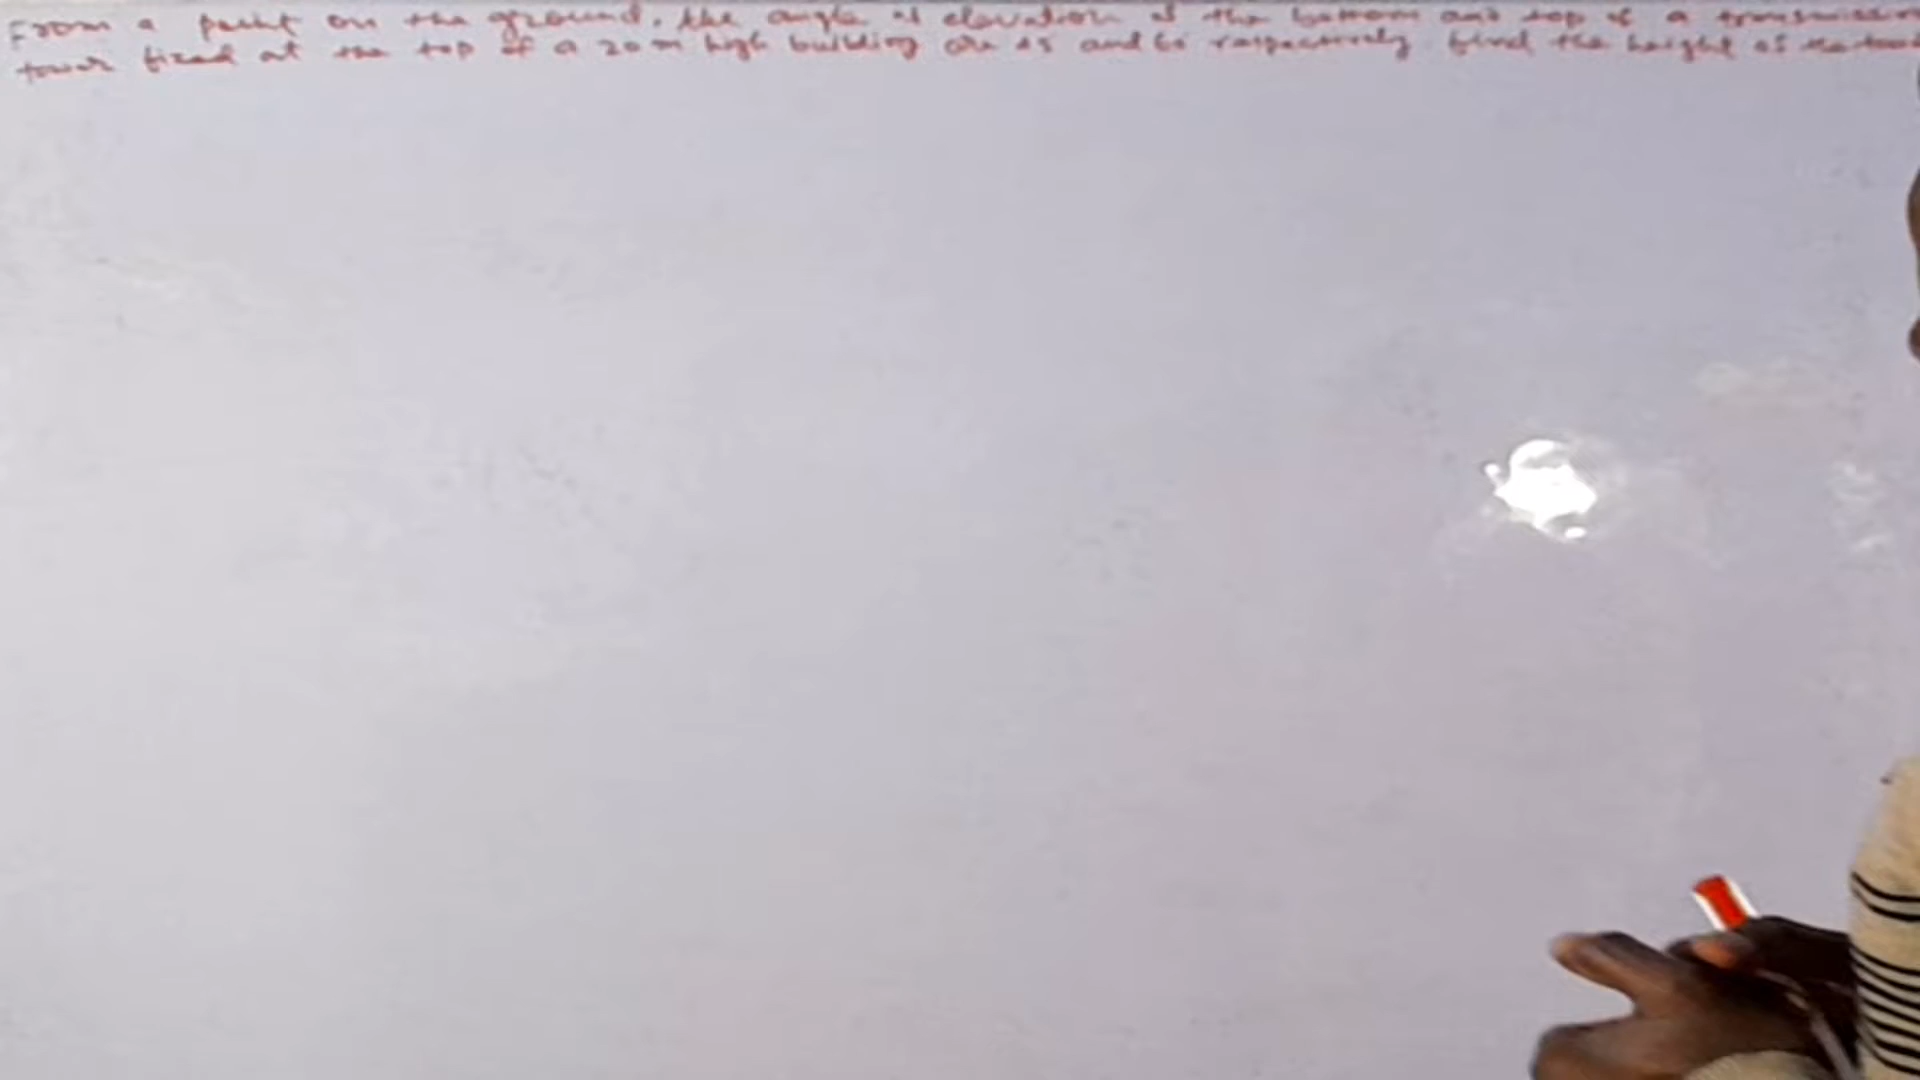 From a point on the ground, the angle of elevation of the bottom and top of a transmission
tower fixed at the top of a 20 m high building are 45 and 60 respectively find the height of the tower